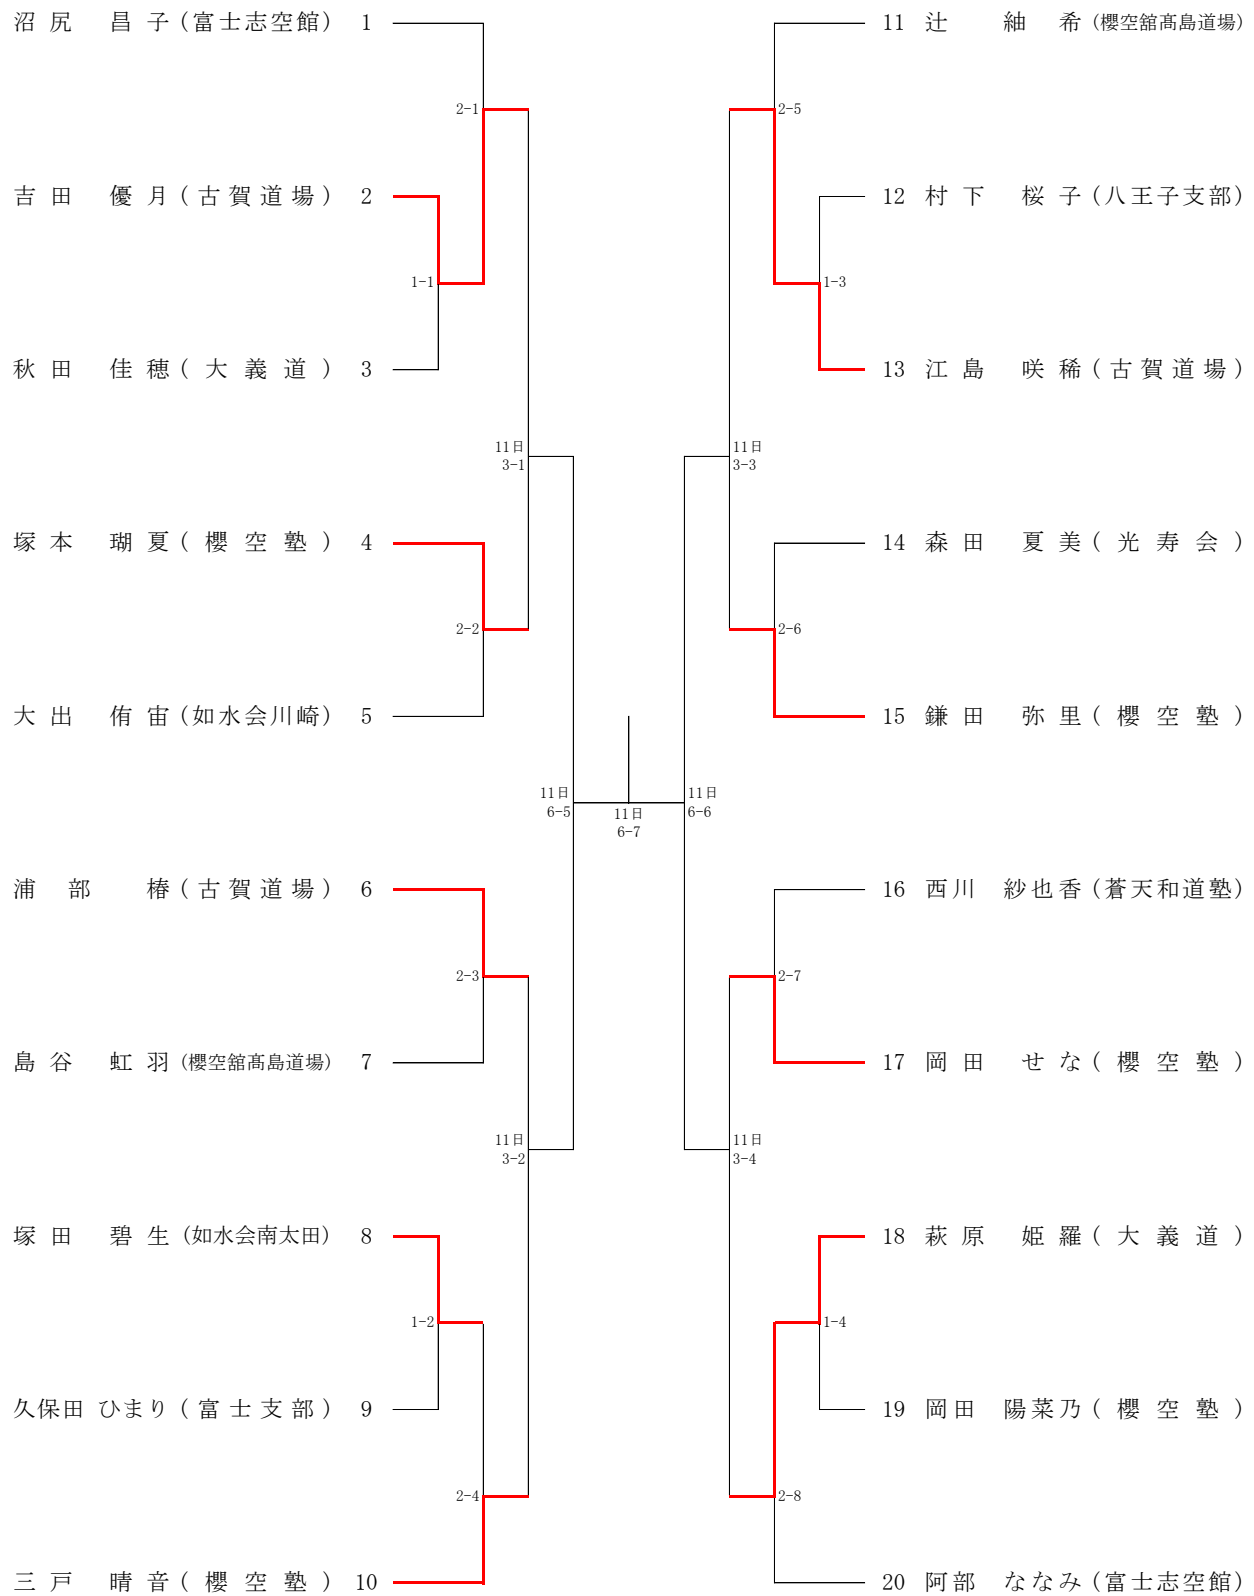 沼尻 昌子(富士志空館) 1
2-1
吉田 優月(古賀道場) 2
1-1
秋田 佳穂(大義道) 3
11日
3-1
塚本 瑚夏(櫻空塾) 4
2-2
大出 侑宙(如水会川崎) 5
11日
6-5
浦部 椿(古賀道場) 6
2-3
島谷 虹羽(櫻空舘髙島道場) 7
11日
3-2
塚田 碧生(如水会南太田) 8
1-2
久保田 ひまり(富士支部) 9
2-4
三戸 晴音(櫻空塾) 10
11日
6-7
11 辻 紬希(櫻空舘髙島道場)
2-5
12 村下 桜子(八王子支部)
1-3
13 江島 咲稀(古賀道場)
11日
3-3
14 森田 夏美(光寿会)
2-6
15 鎌田 弥里(櫻空塾)
11日
6-6
16 西川 紗也香(蒼天和道塾)
2-7
17 岡田 せな(櫻空塾)
11日
3-4
18 萩原 姫羅(大義道)
1-4
19 岡田 陽菜乃(櫻空塾)
2-8
20 阿部 ななみ(富士志空館)